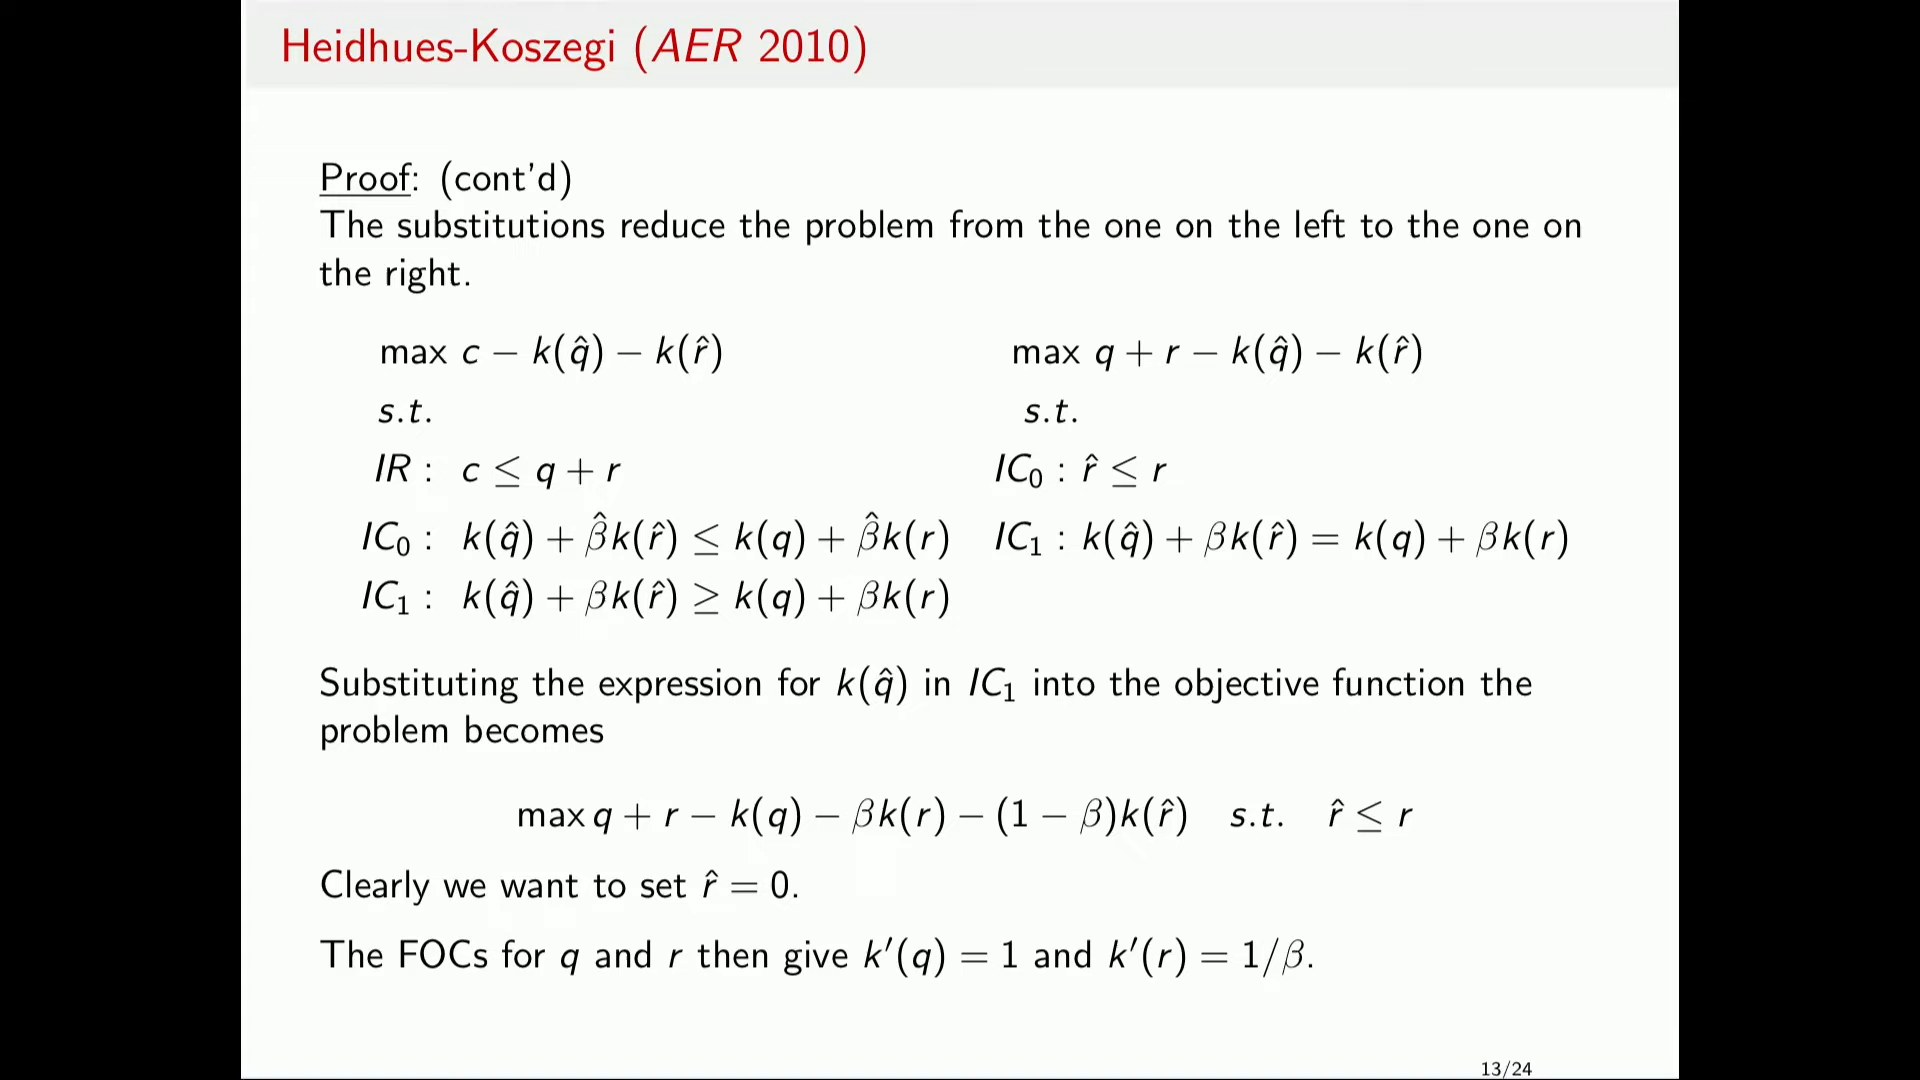 Heidhues-Koszegi (AER 2010)
Proof: (cont'd)
The substitutions reduce the problem from the one on the left to the one on
the right.
max c − k(q̂) − k(r̂)
s.t.
IR : c ≤ q + r
IC₀ : k(q̂) + β̂k(r̂) ≤ k(q) + β̂k(r)
IC₁ : k(q̂) + βk(r̂) ≥ k(q) + βk(r)
max q + r − k(q̂) − k(r̂)
s.t.
IC₀ : r̂ ≤ r
IC₁ : k(q̂) + βk(r̂) = k(q) + βk(r)
Substituting the expression for k(q̂) in IC₁ into the objective function the
problem becomes
max q + r − k(q) − βk(r) − (1 − β)k(r̂) s.t. r̂ ≤ r
Clearly we want to set r̂ = 0.
The FOCs for q and r then give k′(q) = 1 and k′(r) = 1/β.
13/24